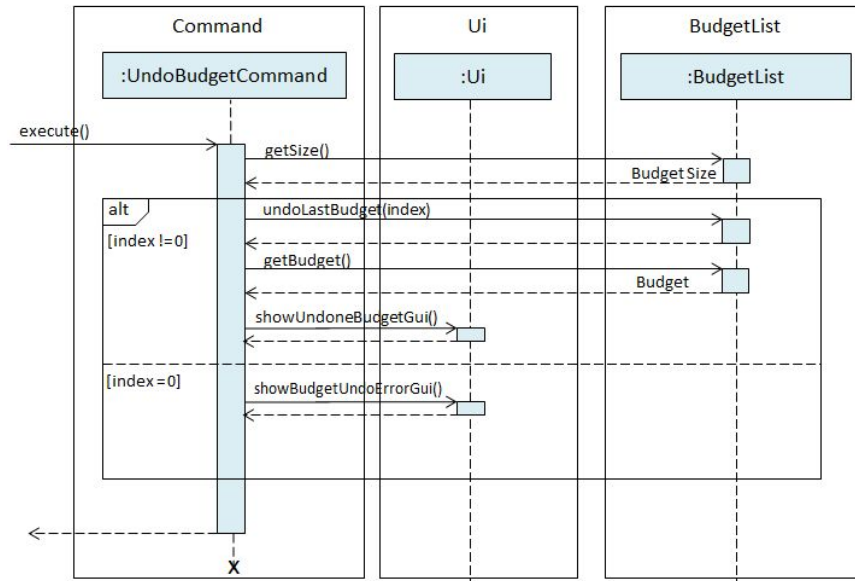 Command
Ui
BudgetList
:UndoBudgetCommand
:Ui
:BudgetList
execute()
getSize()
Budget Size
alt
undoLastBudget(index)
[index !=0]
getBudget()
Budget
showUndoneBudgetGui()
[index = 0]
showBudgetUndoErrorGui()
X